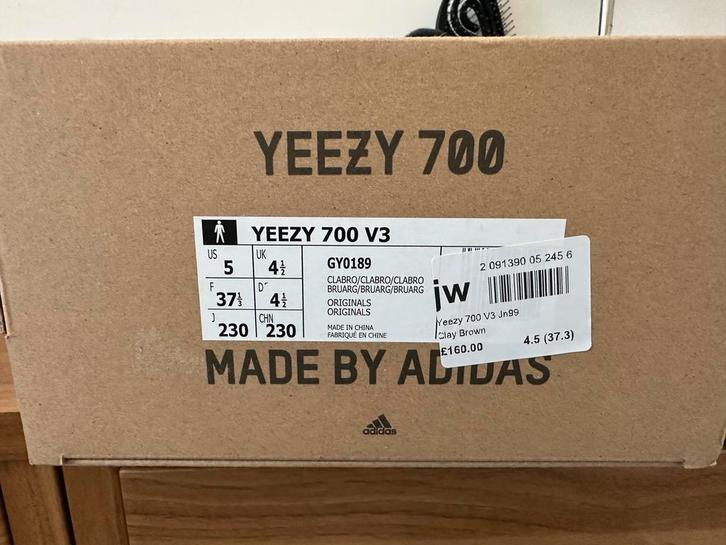 YEEZY 700
YEEZY 700 V3
US
5
UK
4½
F
37⅓
D
4½
J
230
CHN
230
GY0189
CLABRO/CLABRO/CLABRO
BRUARG/BRUARG/BRUARG
ORIGINALS
ORIGINALS
MADE IN CHINA
FABRIQUÉ EN CHINE
2 091390 05 245 6
jw
Yeezy 700 V3 Jn99
Clay Brown
£160.00
4.5 (37.3)
MADE BY ADIDAS
adidas